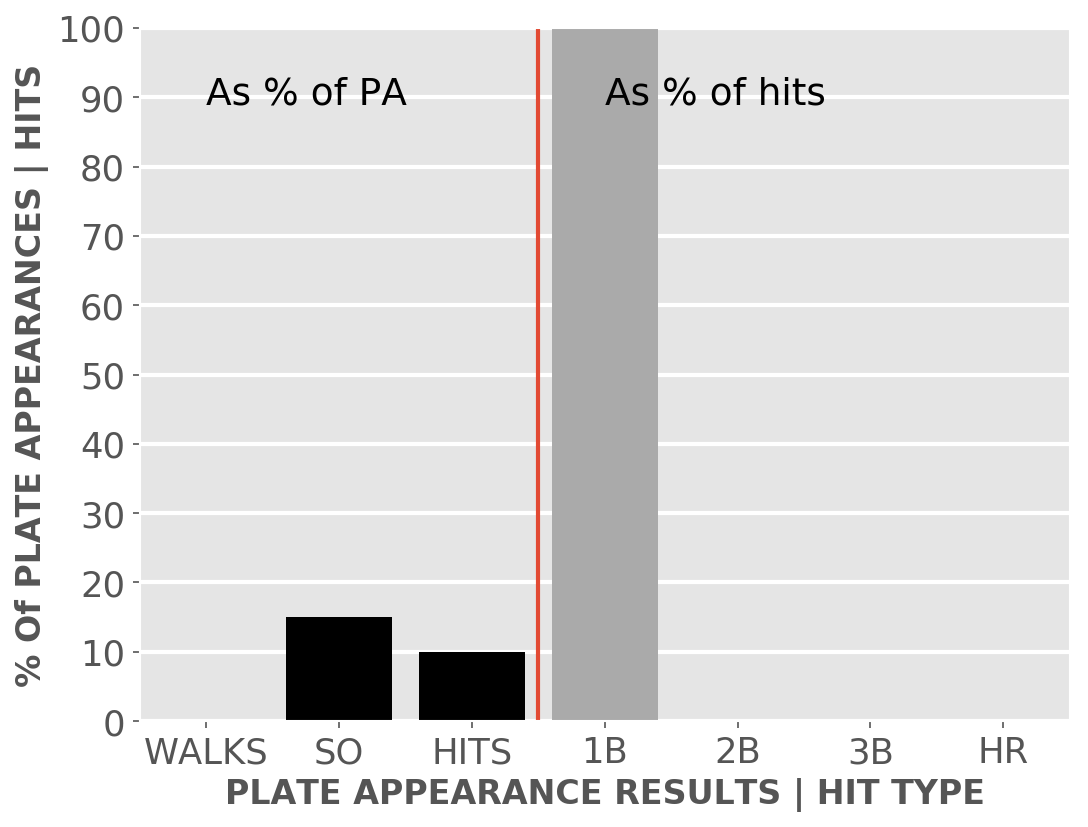 % Of PLATE APPEARANCES | HITS
100
90
80
70
60
50
40
30
20
10
0
As % of PA
As % of hits
WALKS SO HITS 1B 2B 3B HR
PLATE APPEARANCE RESULTS | HIT TYPE